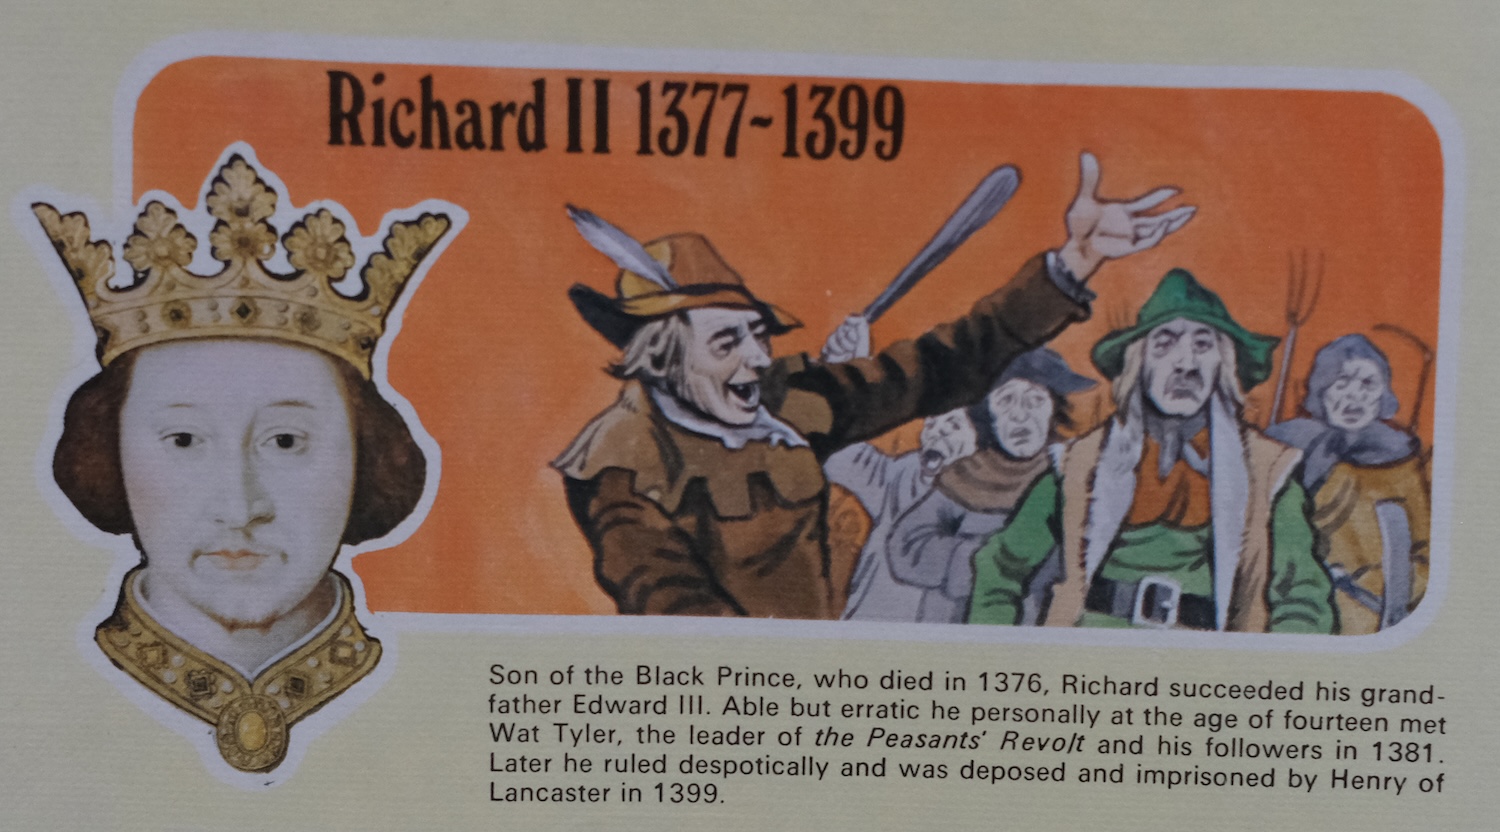 Richard II 1377-1399
Son of the Black Prince, who died in 1376, Richard succeeded his grand-
father Edward III. Able but erratic he personally at the age of fourteen met
Wat Tyler, the leader of the Peasants' Revolt and his followers in 1381.
Later he ruled despotically and was deposed and imprisoned by Henry of
Lancaster in 1399.